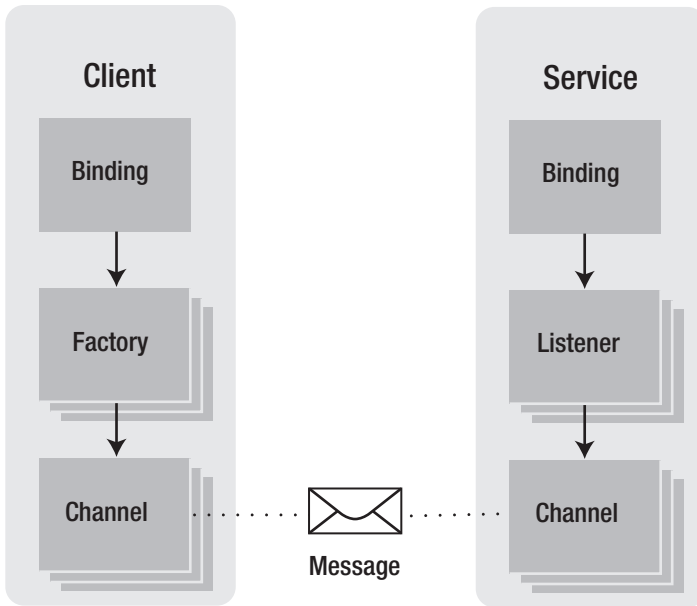 Client
Binding
Factory
Channel
Message
Service
Binding
Listener
Channel